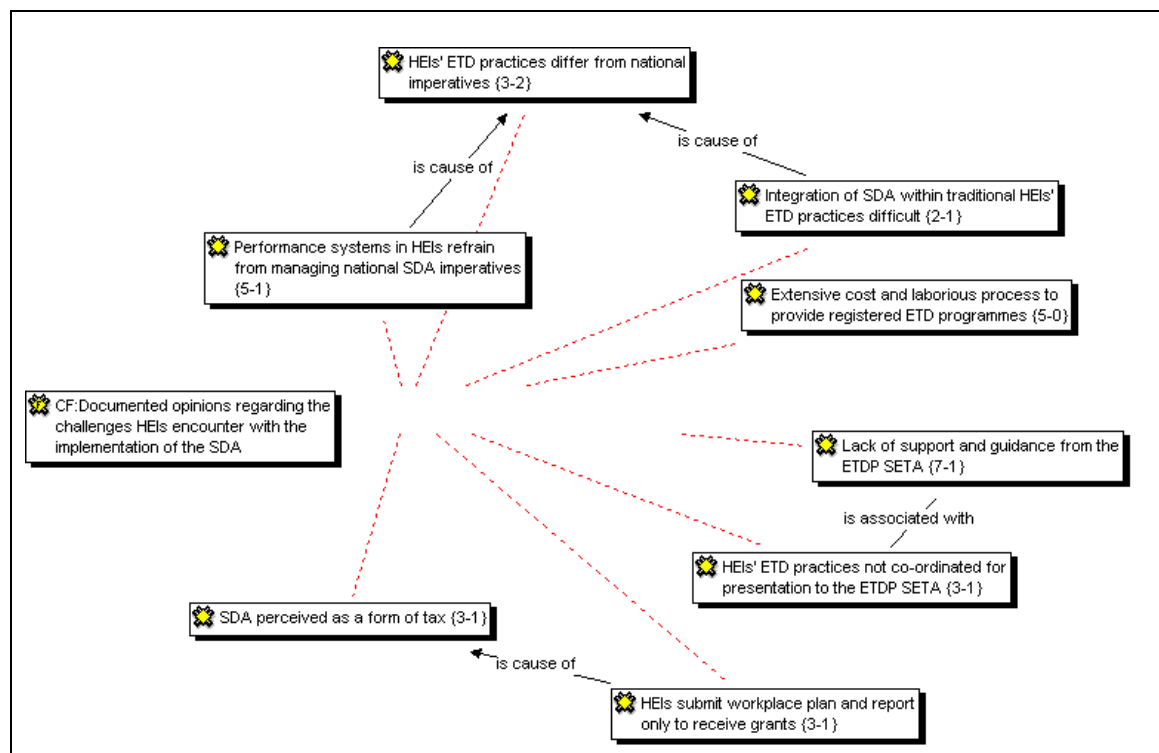 HEIs' ETD practices differ from national
imperatives {3-2}
is cause of
is cause of
Integration of SDA within traditional HEIs'
ETD practices difficult {2-1}
Performance systems in HEIs refrain
from managing national SDA imperatives
{5-1}
Extensive cost and laborious process to
provide registered ETD programmes {5-0}
CF:Documented opinions regarding the
challenges HEIs encounter with the
implementation of the SDA
Lack of support and guidance from the
ETDP SETA {7-1}
is associated with
HEIs' ETD practices not co-ordinated for
presentation to the ETDP SETA {3-1}
SDA perceived as a form of tax {3-1}
is cause of
HEIs submit workplace plan and report
only to receive grants {3-1}